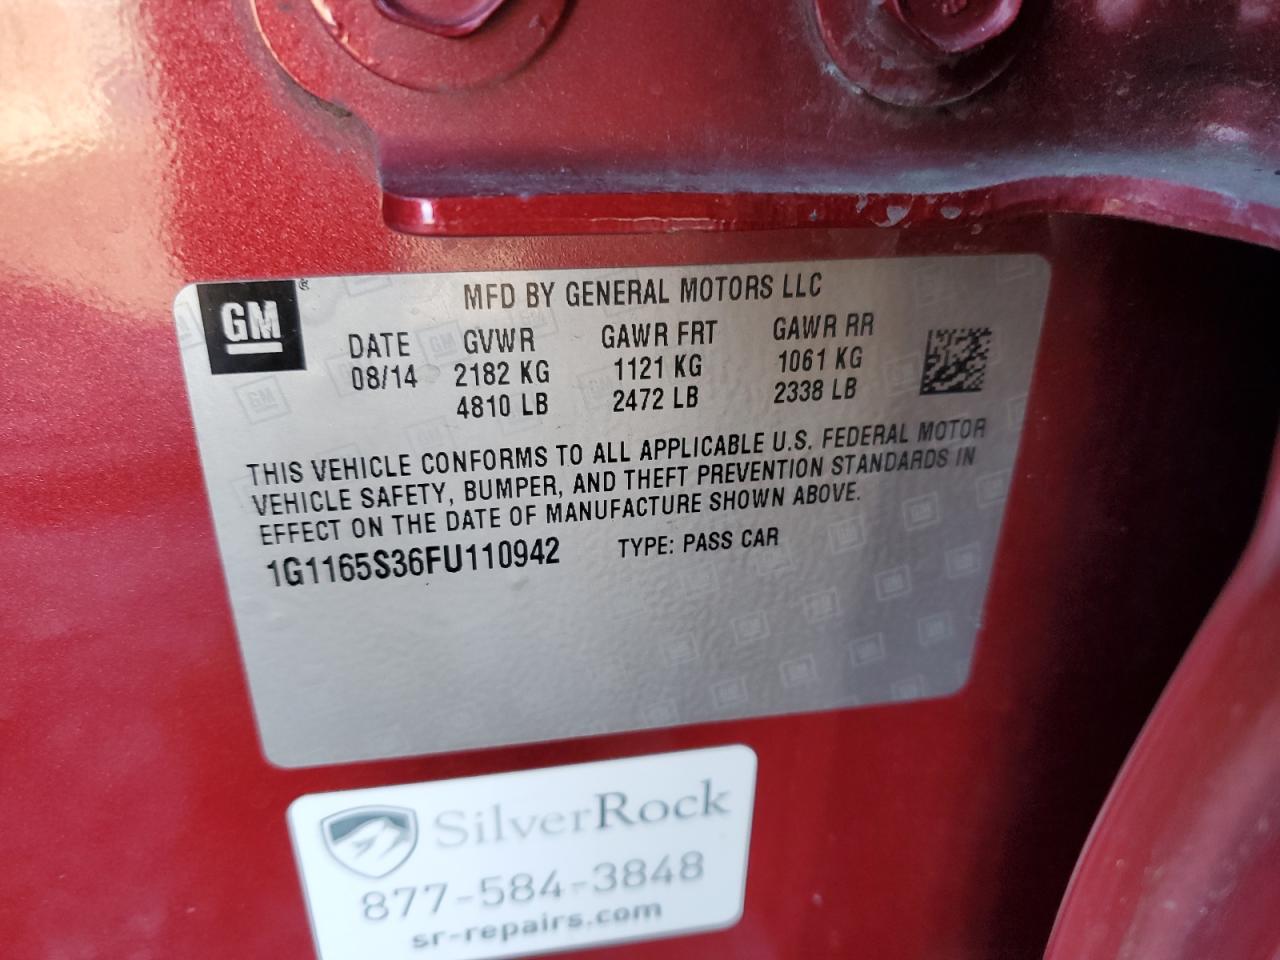 GM
MFD BY GENERAL MOTORS LLC
DATE GVWR GAWR FRT GAWR RR
08/14 2182 KG 1121 KG 1061 KG
4810 LB 2472 LB 2338 LB
THIS VEHICLE CONFORMS TO ALL APPLICABLE U.S. FEDERAL MOTOR
VEHICLE SAFETY, BUMPER, AND THEFT PREVENTION STANDARDS IN
EFFECT ON THE DATE OF MANUFACTURE SHOWN ABOVE.
1G1165S36FU110942 TYPE: PASS CAR
SilverRock
877-584-3848
sr-repairs.com